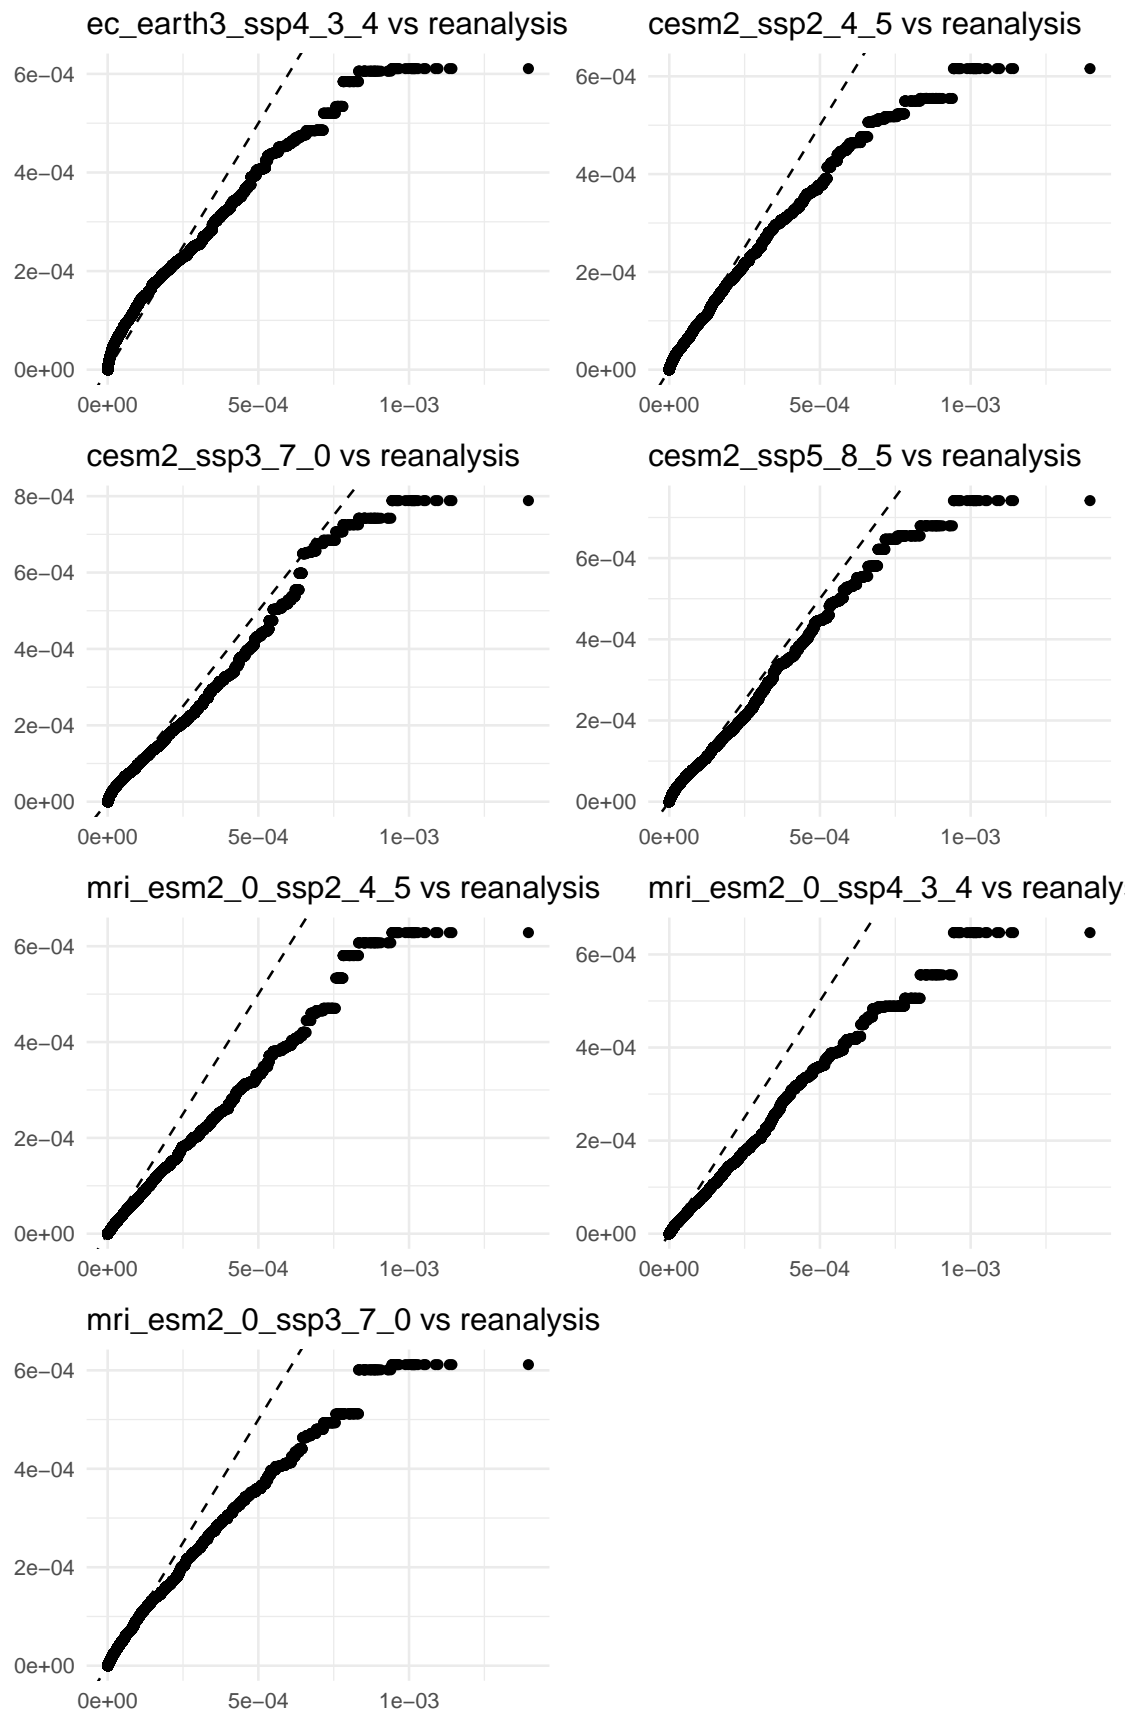 ec_earth3_ssp4_3_4 vs reanalysis
6e−04
4e−04
2e−04
0e+00
0e+00 5e−04 1e−03
cesm2_ssp2_4_5 vs reanalysis
6e−04
4e−04
2e−04
0e+00
0e+00 5e−04 1e−03
cesm2_ssp3_7_0 vs reanalysis
8e−04
6e−04
4e−04
2e−04
0e+00
0e+00 5e−04 1e−03
cesm2_ssp5_8_5 vs reanalysis
6e−04
4e−04
2e−04
0e+00
0e+00 5e−04 1e−03
mri_esm2_0_ssp2_4_5 vs reanalysis
6e−04
4e−04
2e−04
0e+00
0e+00 5e−04 1e−03
mri_esm2_0_ssp4_3_4 vs reanaly
6e−04
4e−04
2e−04
0e+00
0e+00 5e−04 1e−03
mri_esm2_0_ssp3_7_0 vs reanalysis
6e−04
4e−04
2e−04
0e+00
0e+00 5e−04 1e−03